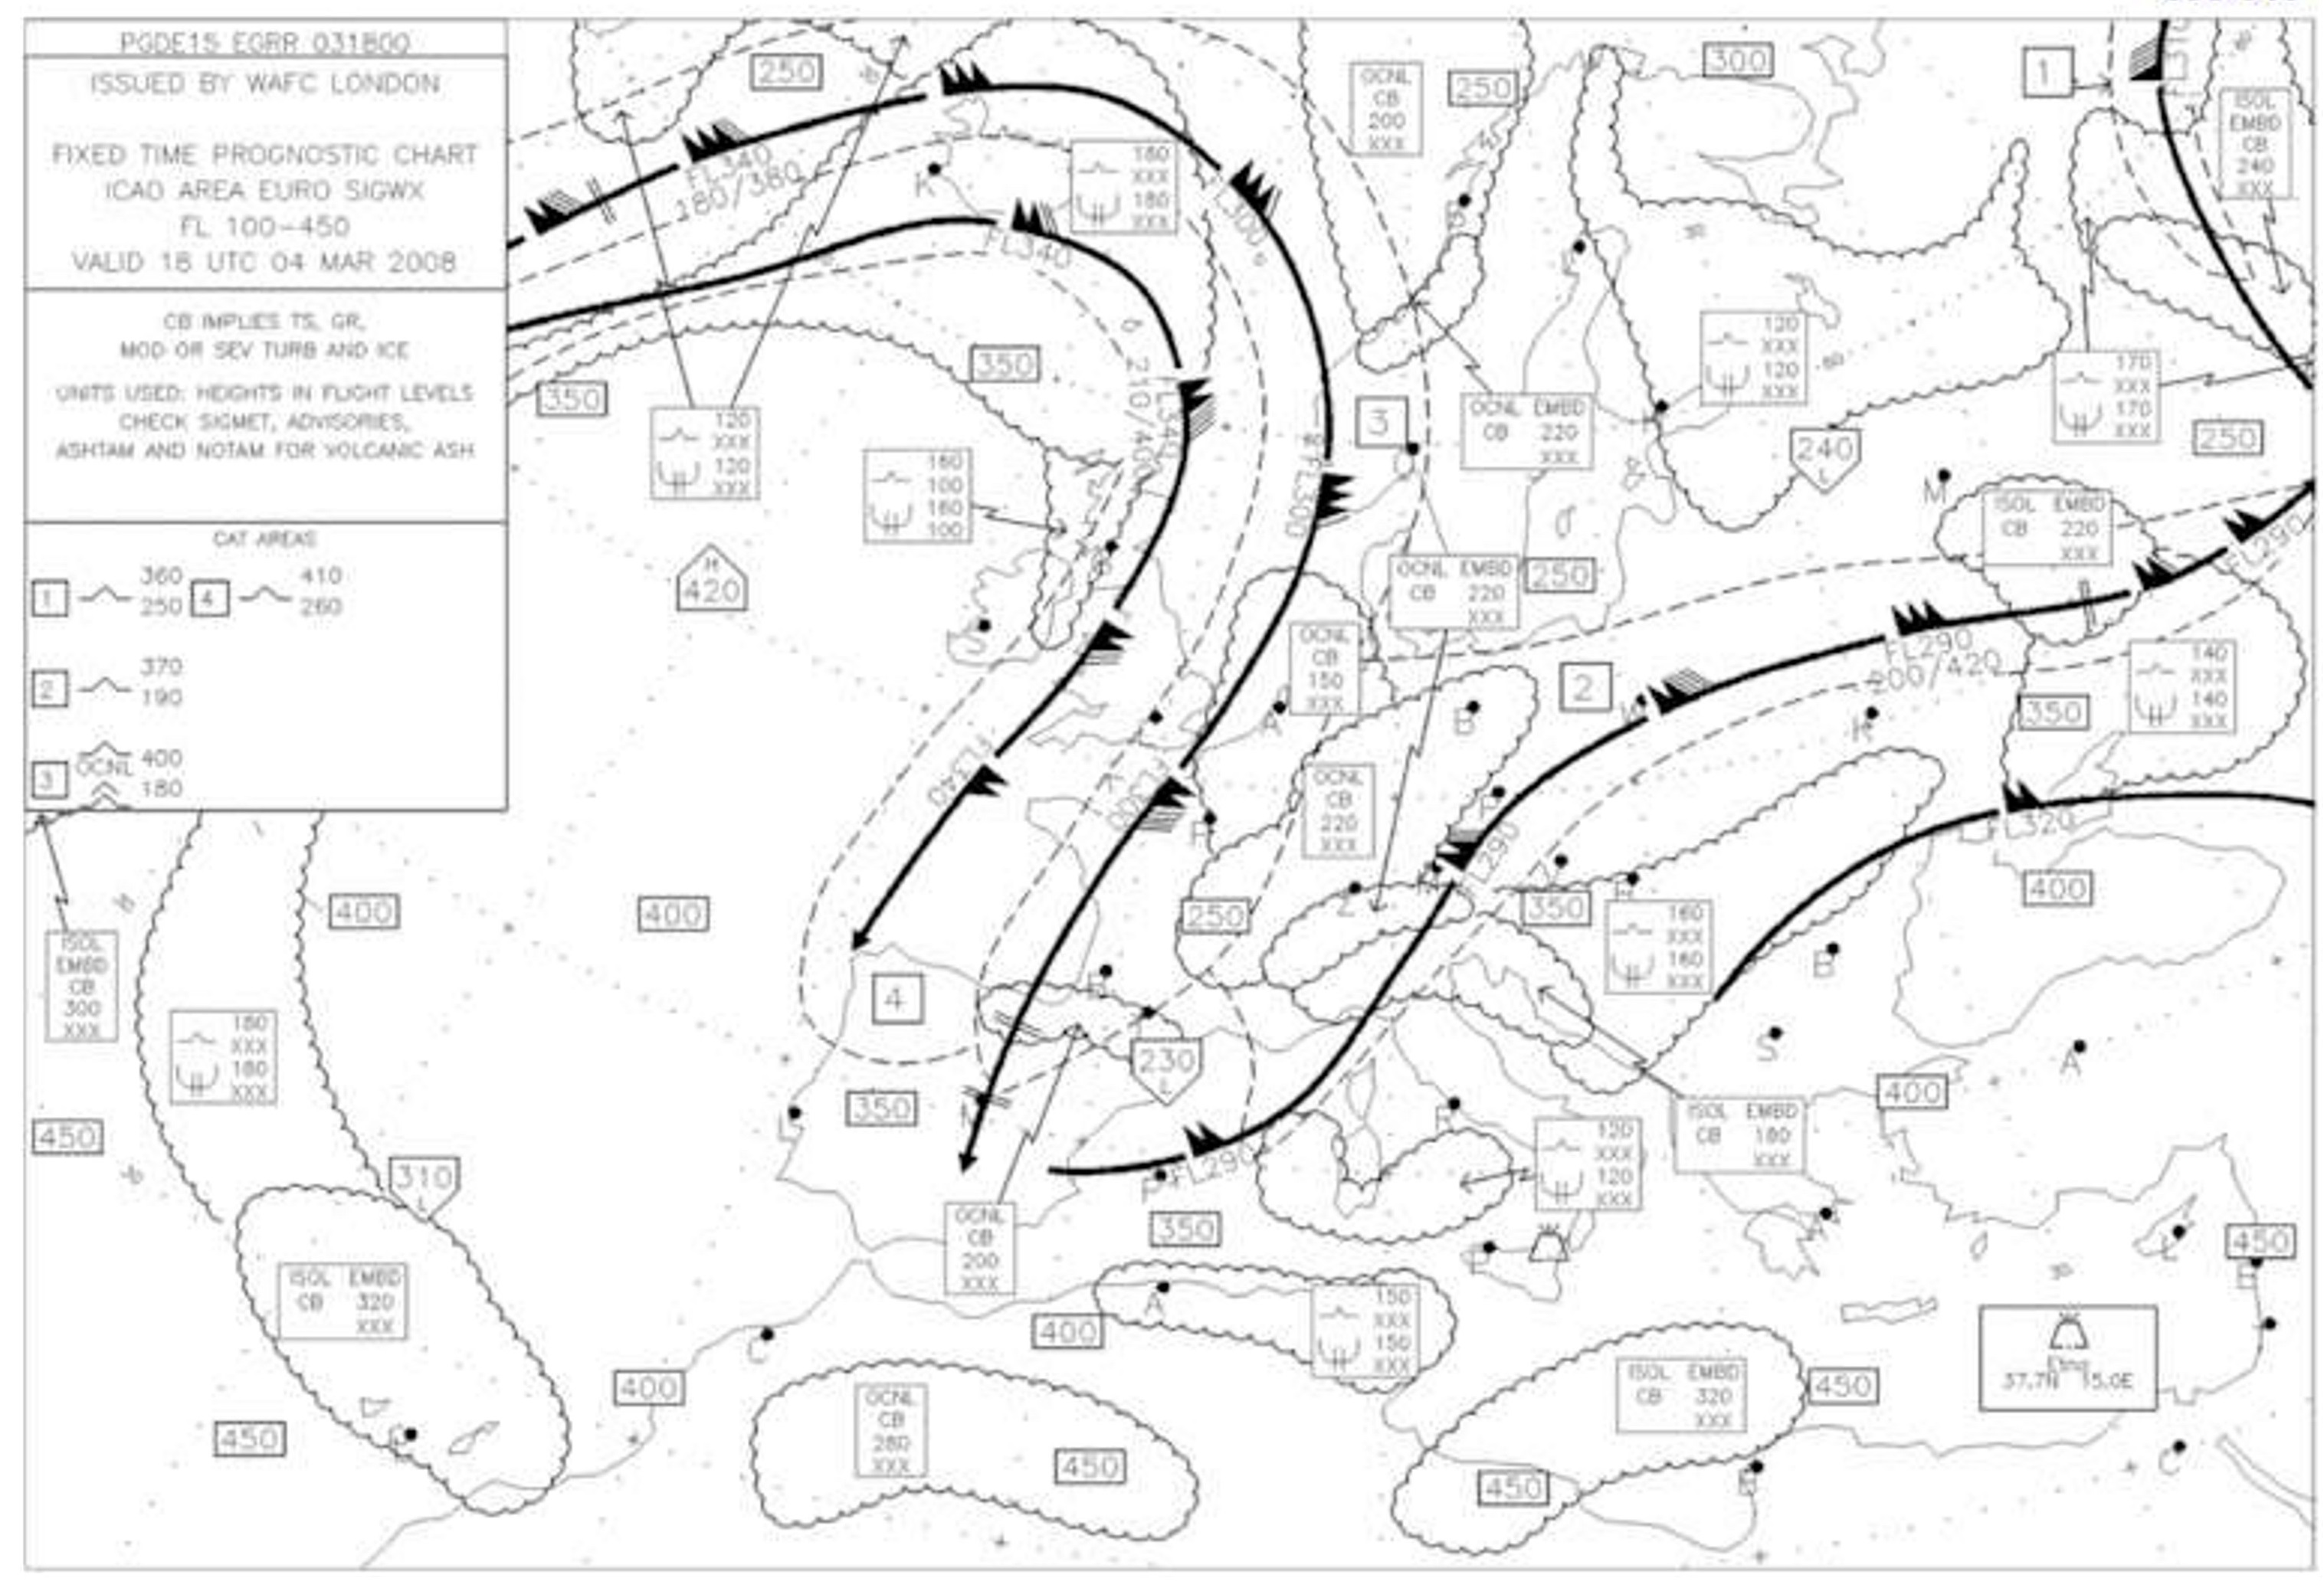 PGDE15 EGRR 031800
ISSUED BY WAFC LONDON
FIXED TIME PROGNOSTIC CHART
ICAO AREA EURO SIGWX
FL 100-450
VALID 18 UTC 04 MAR 2008
CB IMPLIES TS, GR,
MOD OR SEV TURB AND ICE
UNITS USED: HEIGHTS IN FLIGHT LEVELS
CHECK SIGMET, ADVISORIES,
ASHTAM AND NOTAM FOR VOLCANIC ASH
CAT AREAS
1 360
250
4 410
260
2 370
190
3 OCNL 400
180
250
FL340
180/380
K
180
XXX
180
XXX
FL340
OCNL
CB
200
XXX
250
300
1
ISOL
EMBD
CB
240
XXX
FL300
350
350
120
XXX
120
XXX
160
100
160
100
H
420
210/400
FL340
3
OCNL EMBD
CB 220
XXX
120
XXX
120
XXX
240
L
170
XXX
170
XXX
250
M
ISOL EMBD
CB 220
XXX
FL290
FL300
OCNL EMBD
CB 220
XXX
250
OCNL
CB
150
XXX
S
A
B
2
FL290
200/420
K
350
140
XXX
140
XXX
FL340
OCNL
CB
220
XXX
P
FL290
FL320
400
Z
250
350
160
XXX
160
XXX
B
400
400
ISOL
EMBD
CB
300
XXX
180
XXX
180
XXX
450
4
230
L
350
L
M
S
A
400
ISOL EMBD
CB 180
XXX
310
L
P
FL290
R
120
XXX
120
XXX
350
OCNL
CB
200
XXX
ISOL EMBD
CB 320
XXX
A
400
150
XXX
150
XXX
P
A
L
450
B
Etna
37.7N 15.0E
C
400
450
OCNL
CB
280
XXX
450
ISOL EMBD
CB 320
XXX
450
450
B
C